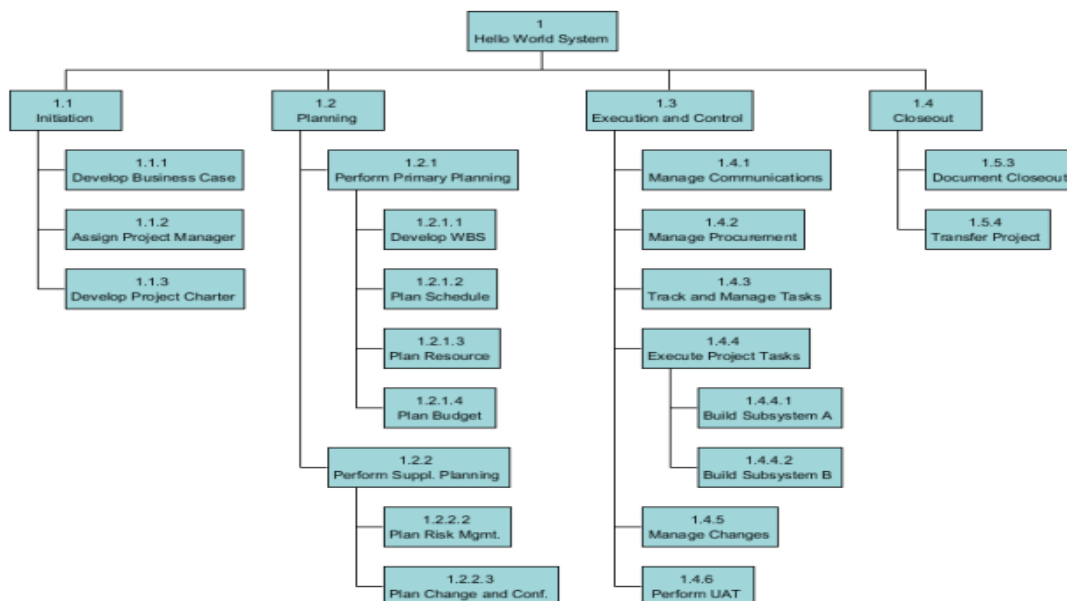 1
Hello World System
1.1
Initiation
1.2
Planning
1.3
Execution and Control
1.4
Closeout
1.1.1
Develop Business Case
1.1.2
Assign Project Manager
1.1.3
Develop Project Charter
1.2.1
Perform Primary Planning
1.2.1.1
Develop WBS
1.2.1.2
Plan Schedule
1.2.1.3
Plan Resource
1.2.1.4
Plan Budget
1.2.2
Perform Suppl. Planning
1.2.2.2
Plan Risk Mgmt.
1.2.2.3
Plan Change and Conf.
1.4.1
Manage Communications
1.4.2
Manage Procurement
1.4.3
Track and Manage Tasks
1.4.4
Execute Project Tasks
1.4.4.1
Build Subsystem A
1.4.4.2
Build Subsystem B
1.4.5
Manage Changes
1.4.6
Perform UAT
1.5.3
Document Closeout
1.5.4
Transfer Project